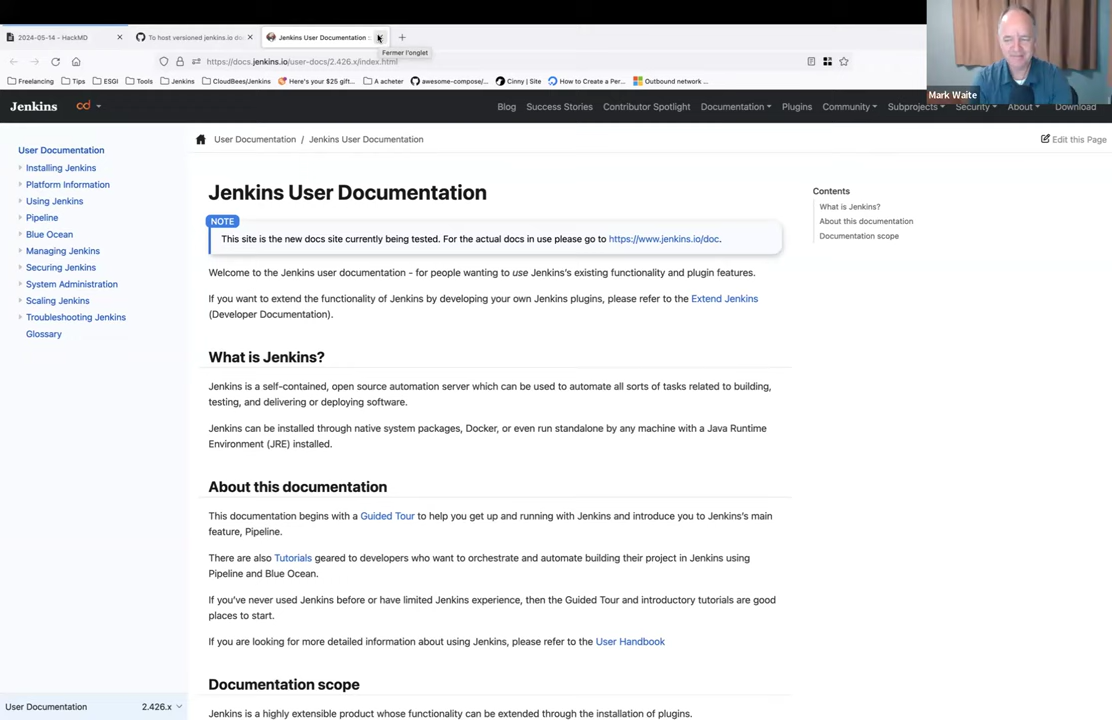 2024-05-14 - HackMD
To host versioned jenkins.io do
Jenkins User Documentation ::
Fermer l'onglet
https://docs.jenkins.io/user-docs/2.426.x/index.html
Freelancing
Tips
ESGI
Tools
Jenkins
CloudBees/Jenkins
Here's your $25 gift...
A acheter
awesome-compose/...
Cinny | Site
How to Create a Per...
Outbound network ...
Mark Waite
Jenkins
cd
Blog
Success Stories
Contributor Spotlight
Documentation
Plugins
Community
Subprojects
Security
About
Download
User Documentation / Jenkins User Documentation
Edit this Page
User Documentation
Installing Jenkins
Platform Information
Using Jenkins
Pipeline
Blue Ocean
Managing Jenkins
Securing Jenkins
System Administration
Scaling Jenkins
Troubleshooting Jenkins
Glossary
Jenkins User Documentation
NOTE
This site is the new docs site currently being tested. For the actual docs in use please go to https://www.jenkins.io/doc.
Welcome to the Jenkins user documentation - for people wanting to use Jenkins's existing functionality and plugin features.
If you want to extend the functionality of Jenkins by developing your own Jenkins plugins, please refer to the Extend Jenkins
(Developer Documentation).
What is Jenkins?
Jenkins is a self-contained, open source automation server which can be used to automate all sorts of tasks related to building,
testing, and delivering or deploying software.
Jenkins can be installed through native system packages, Docker, or even run standalone by any machine with a Java Runtime
Environment (JRE) installed.
About this documentation
This documentation begins with a Guided Tour to help you get up and running with Jenkins and introduce you to Jenkins's main
feature, Pipeline.
There are also Tutorials geared to developers who want to orchestrate and automate building their project in Jenkins using
Pipeline and Blue Ocean.
If you've never used Jenkins before or have limited Jenkins experience, then the Guided Tour and introductory tutorials are good
places to start.
If you are looking for more detailed information about using Jenkins, please refer to the User Handbook
Documentation scope
Jenkins is a highly extensible product whose functionality can be extended through the installation of plugins.
Contents
What is Jenkins?
About this documentation
Documentation scope
User Documentation
2.426.x